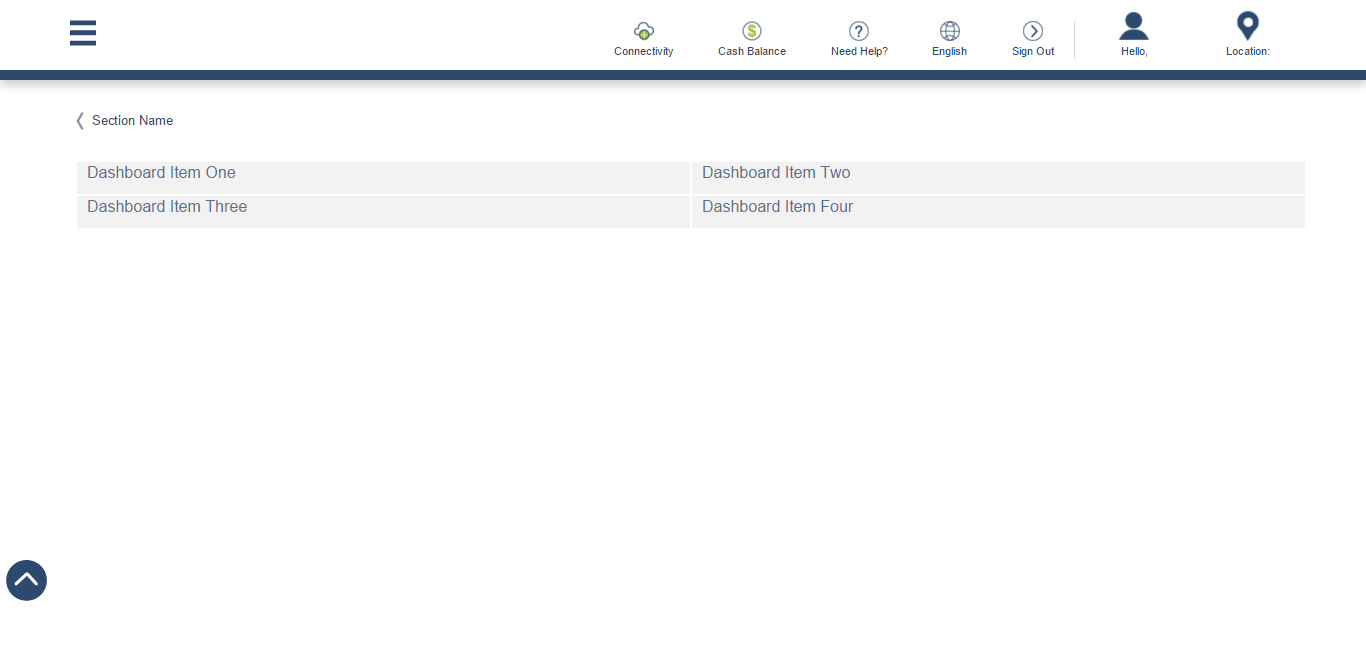 Connectivity
Cash Balance
Need Help?
English
Sign Out
Hello,
Location:
Section Name
Dashboard Item One
Dashboard Item Two
Dashboard Item Three
Dashboard Item Four